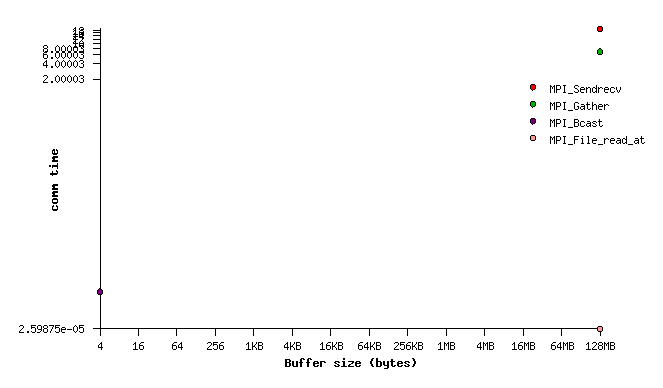 8.00003
6.00003
4.00003
2.00003
MPI_Sendrecv
MPI_Gather
MPI_Bcast
MPI_File_read_at
comm time
2.59875e-05
4 16 64 256 1KB 4KB 16KB 64KB 256KB 1MB 4MB 16MB 64MB 128MB
Buffer size (bytes)